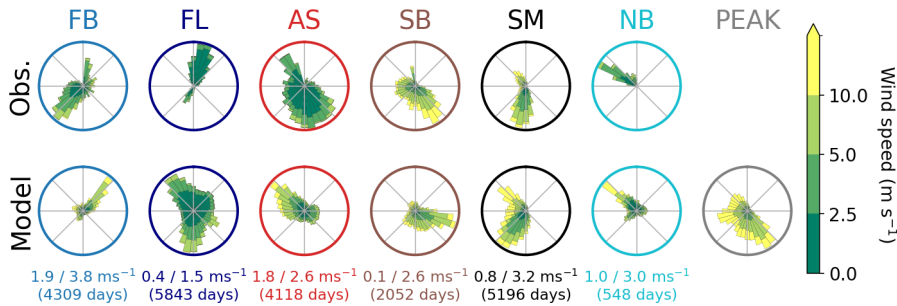 FB FL AS SB SM NB PEAK
Obs.
Model
1.9 / 3.8 ms⁻¹ 0.4 / 1.5 ms⁻¹ 1.8 / 2.6 ms⁻¹ 0.1 / 2.6 ms⁻¹ 0.8 / 3.2 ms⁻¹ 1.0 / 3.0 ms⁻¹
(4309 days) (5843 days) (4118 days) (2052 days) (5196 days) (548 days)
10.0
5.0
2.5
0.0
Wind speed (m s⁻¹)